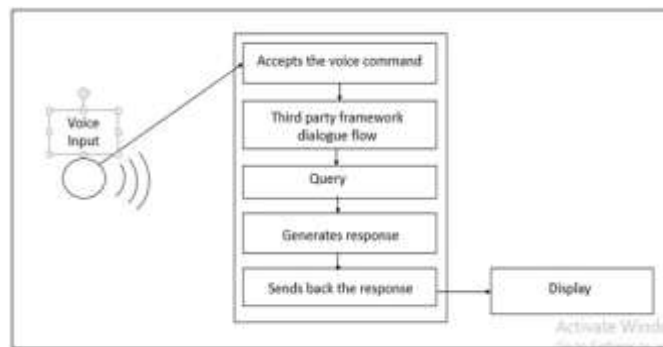 Accepts the voice command
Voice
Input
Third party framework
dialogue flow
Query
Generates response
Sends back the response
Display
Activate Windo